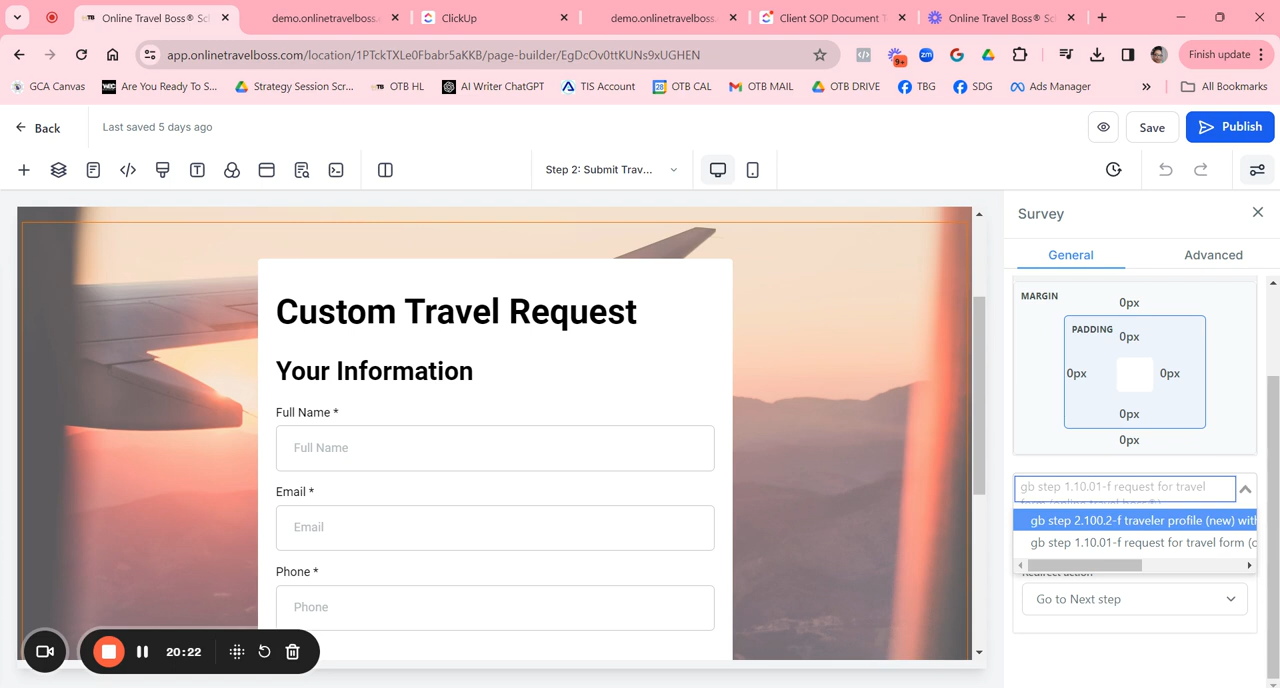 Online Travel Boss® Sc
demo.onlinetravelboss.
ClickUp
demo.onlinetravelboss.
Client SOP Document T
Online Travel Boss® Sc
app.onlinetravelboss.com/location/1PTckTXLe0Fbabr5aKKB/page-builder/EgDcOv0ttKUNs9xUGHEN
9+
Finish update
GCA Canvas
Are You Ready To S...
Strategy Session Scr...
OTB HL
AI Writer ChatGPT
TIS Account
OTB CAL
OTB MAIL
OTB DRIVE
TBG
SDG
Ads Manager
All Bookmarks
Back
Last saved 5 days ago
Save
Publish
Step 2: Submit Trav...
Survey
General
Advanced
MARGIN
0px
PADDING
0px
0px
0px
0px
0px
gb step 1.10.01-f request for travel
gb step 2.100.2-f traveler profile (new) with
gb step 1.10.01-f request for travel form (c
Redirect action
Go to Next step
Custom Travel Request
Your Information
Full Name *
Full Name
Email *
Email
Phone *
Phone
20:22